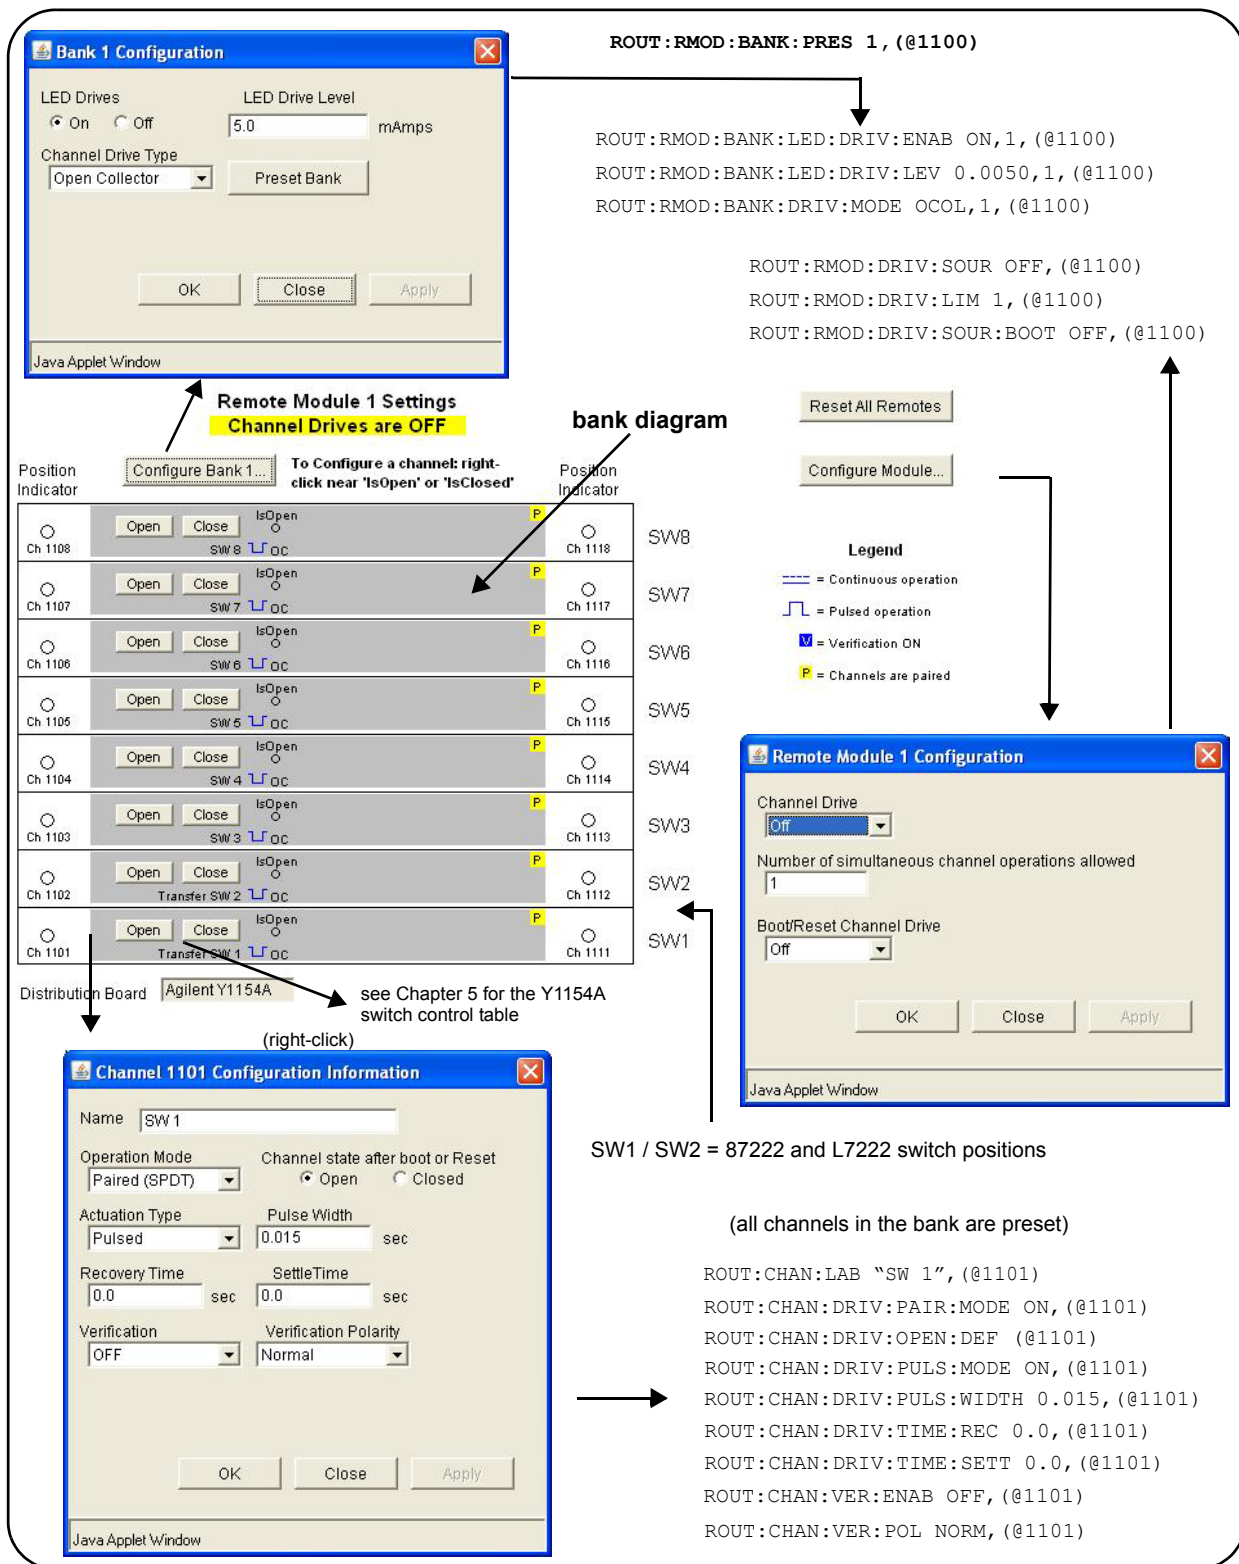 Bank 1 Configuration
LED Drives
LED Drive Level
On
Off
5.0
mAmps
Channel Drive Type
Open Collector
Preset Bank
OK
Close
Apply
Java Applet Window
ROUT:RMOD:BANK:PRES 1,(@1100)
ROUT:RMOD:BANK:LED:DRIV:ENAB ON,1,(@1100)
ROUT:RMOD:BANK:LED:DRIV:LEV 0.0050,1,(@1100)
ROUT:RMOD:BANK:DRIV:MODE OCOL,1,(@1100)
ROUT:RMOD:DRIV:SOUR OFF,(@1100)
ROUT:RMOD:DRIV:LIM 1,(@1100)
ROUT:RMOD:DRIV:SOUR:BOOT OFF,(@1100)
Remote Module 1 Settings
Channel Drives are OFF
bank diagram
Reset All Remotes
Configure Module...
Position
Indicator
Configure Bank 1...
To Configure a channel: right-
click near 'IsOpen' or 'IsClosed'
Position
Indicator
Open Close IsOpen P
Ch 1108 SW 8 OC Ch 1118 SW8
Open Close IsOpen P
Ch 1107 SW 7 OC Ch 1117 SW7
Open Close IsOpen P
Ch 1106 SW 6 OC Ch 1116 SW6
Open Close IsOpen P
Ch 1105 SW 5 OC Ch 1115 SW5
Open Close IsOpen P
Ch 1104 SW 4 OC Ch 1114 SW4
Open Close IsOpen P
Ch 1103 SW 3 OC Ch 1113 SW3
Open Close IsOpen P
Ch 1102 Transfer SW 2 OC Ch 1112 SW2
Open Close IsOpen P
Ch 1101 Transfer SW 1 OC Ch 1111 SW1
Legend
= Continuous operation
= Pulsed operation
V = Verification ON
P = Channels are paired
Distribution Board
Agilent Y1154A
see Chapter 5 for the Y1154A
switch control table
(right-click)
Remote Module 1 Configuration
Channel Drive
Off
Number of simultaneous channel operations allowed
1
Boot/Reset Channel Drive
Off
OK
Close
Apply
Java Applet Window
Channel 1101 Configuration Information
Name
SW 1
Operation Mode
Channel state after boot or Reset
Paired (SPDT)
Open
Closed
Actuation Type
Pulse Width
Pulsed
0.015 sec
Recovery Time
SettleTime
0.0 sec
0.0 sec
Verification
Verification Polarity
OFF
Normal
OK
Close
Apply
Java Applet Window
SW1 / SW2 = 87222 and L7222 switch positions
(all channels in the bank are preset)
ROUT:CHAN:LAB “SW 1”,(@1101)
ROUT:CHAN:DRIV:PAIR:MODE ON,(@1101)
ROUT:CHAN:DRIV:OPEN:DEF (@1101)
ROUT:CHAN:DRIV:PULS:MODE ON,(@1101)
ROUT:CHAN:DRIV:PULS:WIDTH 0.015,(@1101)
ROUT:CHAN:DRIV:TIME:REC 0.0,(@1101)
ROUT:CHAN:DRIV:TIME:SETT 0.0,(@1101)
ROUT:CHAN:VER:ENAB OFF,(@1101)
ROUT:CHAN:VER:POL NORM,(@1101)